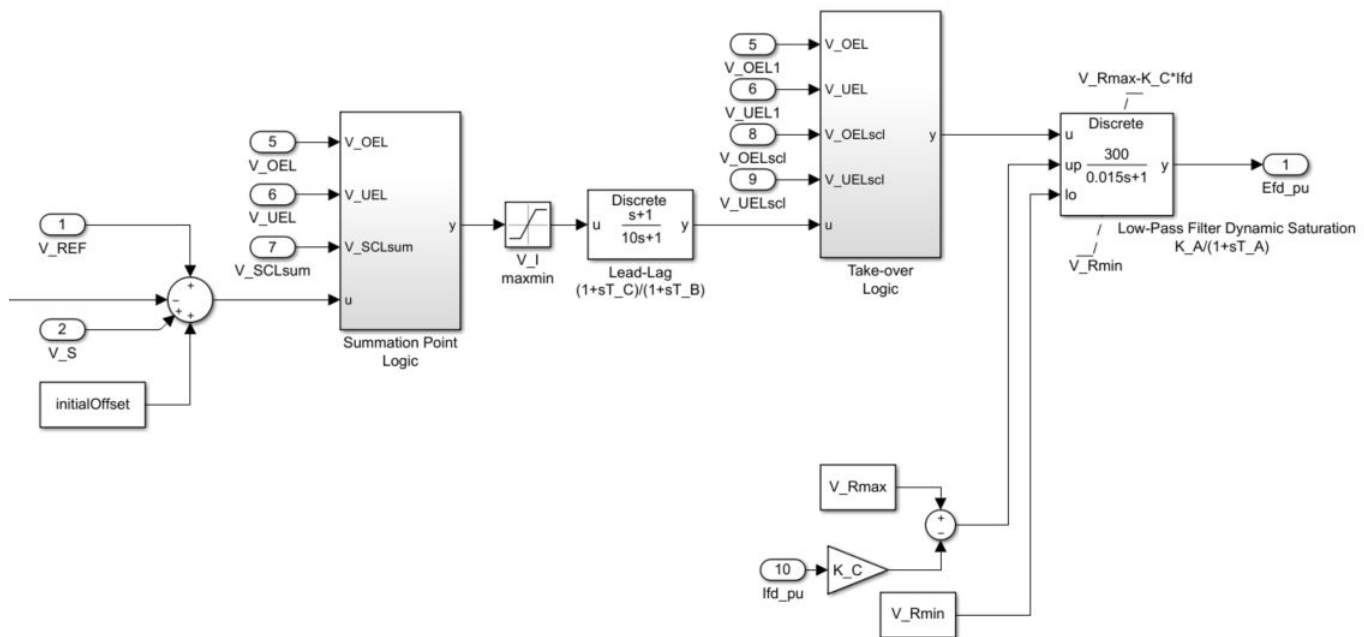 1
V_REF
2
V_S
initialOffset
+
−
+
+
5
V_OEL
6
V_UEL
7
V_SCLsum
V_OEL
V_UEL
V_SCLsum
u
y
Summation Point
Logic
V_I
maxmin
Discrete
u
s+1
10s+1
y
Lead-Lag
(1+sT_C)/(1+sT_B)
5
V_OEL1
6
V_UEL1
8
V_OELscl
9
V_UELscl
V_OEL
V_UEL
V_OELscl
V_UELscl
u
y
Take-over
Logic
V_Rmax-K_C*Ifd
Discrete
u
up
lo
300
0.015s+1
y
V_Rmin
Low-Pass Filter Dynamic Saturation
K_A/(1+sT_A)
1
Efd_pu
V_Rmax
+
−
10
Ifd_pu
K_C
V_Rmin